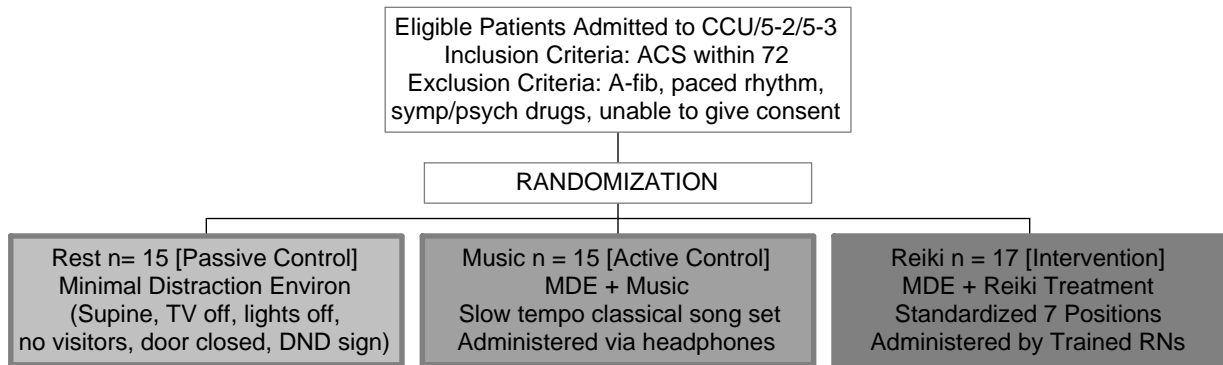 Eligible Patients Admitted to CCU/5-2/5-3
Inclusion Criteria: ACS within 72
Exclusion Criteria: A-fib, paced rhythm,
symp/psych drugs, unable to give consent
RANDOMIZATION
Rest n= 15 [Passive Control]
Minimal Distraction Environ
(Supine, TV off, lights off,
no visitors, door closed, DND sign)
Music n = 15 [Active Control]
MDE + Music
Slow tempo classical song set
Administered via headphones
Reiki n = 17 [Intervention]
MDE + Reiki Treatment
Standardized 7 Positions
Administered by Trained RNs